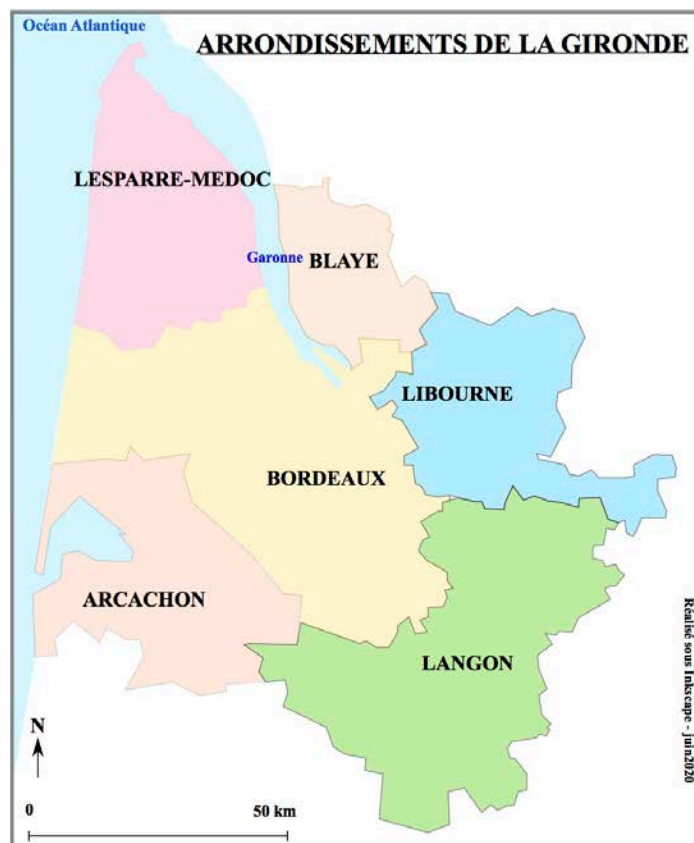 Océan Atlantique
ARRONDISSEMENTS DE LA GIRONDE
LESPARRE-MEDOC
Garonne
BLAYE
LIBOURNE
BORDEAUX
ARCACHON
LANGON
Réalisé sous Inkscape - juin2020
N
0 50 km